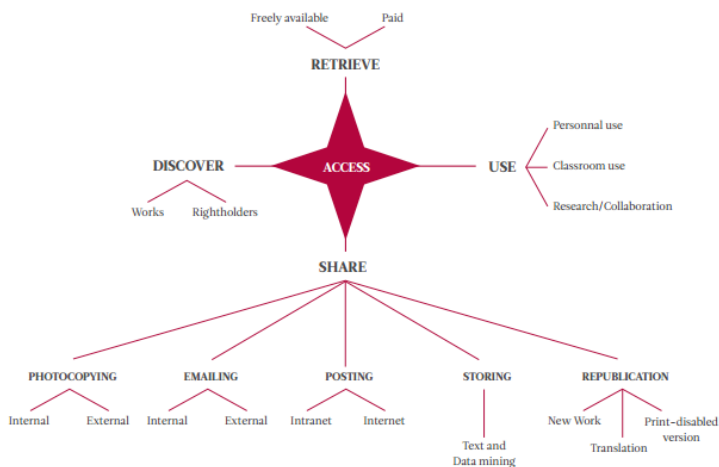 Freely available
Paid
RETRIEVE
DISCOVER
ACCESS
USE
Personnal use
Classroom use
Research/Collaboration
Works
Rightholders
SHARE
PHOTOCOPYING
EMAILING
POSTING
STORING
REPUBLICATION
Internal
External
Internal
External
Intranet
Internet
Text and
Data mining
New Work
Translation
Print-disabled
version